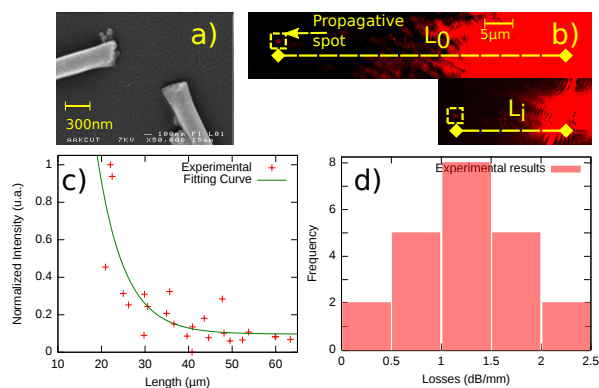 a)
300nm
100nm F1 L01
AAKCUT 7KV X50,000 15mm
Propagative
spot
L0
5µm
b)
Li
c)
Experimental
Fitting Curve
Normalized Intensity (u.a.)
1
0.8
0.6
0.4
0.2
0
10 20 30 40 50 60
Length (µm)
d)
Experimental results
Frequency
8
6
4
2
0
0 0.5 1 1.5 2 2.5
Losses (dB/mm)